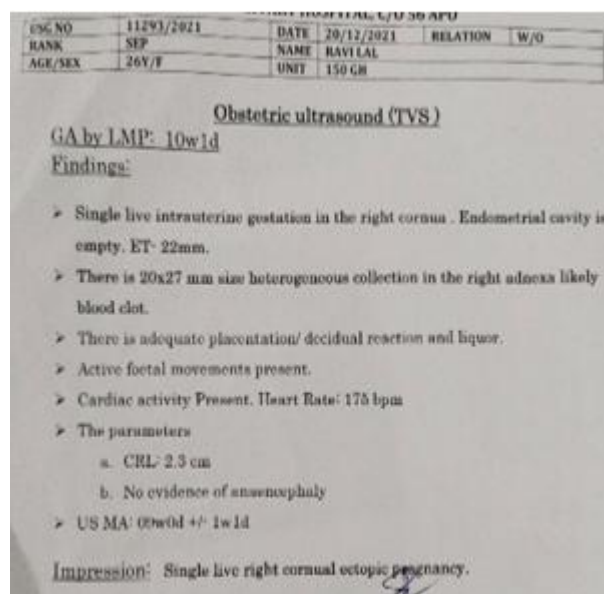 HOSPITAL, C/O 56 APO
USG NO 11293/2021 DATE 20/12/2021 RELATION W/O
RANK SEP NAME RAVI LAL
AGE/SEX 26Y/F UNIT 150 GH
Obstetric ultrasound (TVS)
GA by LMP: 10w1d
Findings:
➢ Single live intrauterine gestation in the right cornua . Endometrial cavity is
empty. ET- 22mm.
➢ There is 20x27 mm size heterogeneous collection in the right adnexa likely
blood clot.
➢ There is adequate placentation/ decidual reaction and liquor.
➢ Active foetal movements present.
➢ Cardiac activity Present. Heart Rate: 175 bpm
➢ The parameters
a. CRL: 2.3 cm
b. No evidence of
➢ US MA: 09w0d +/- 1w1d
Impression: Single live right cornual ectopic